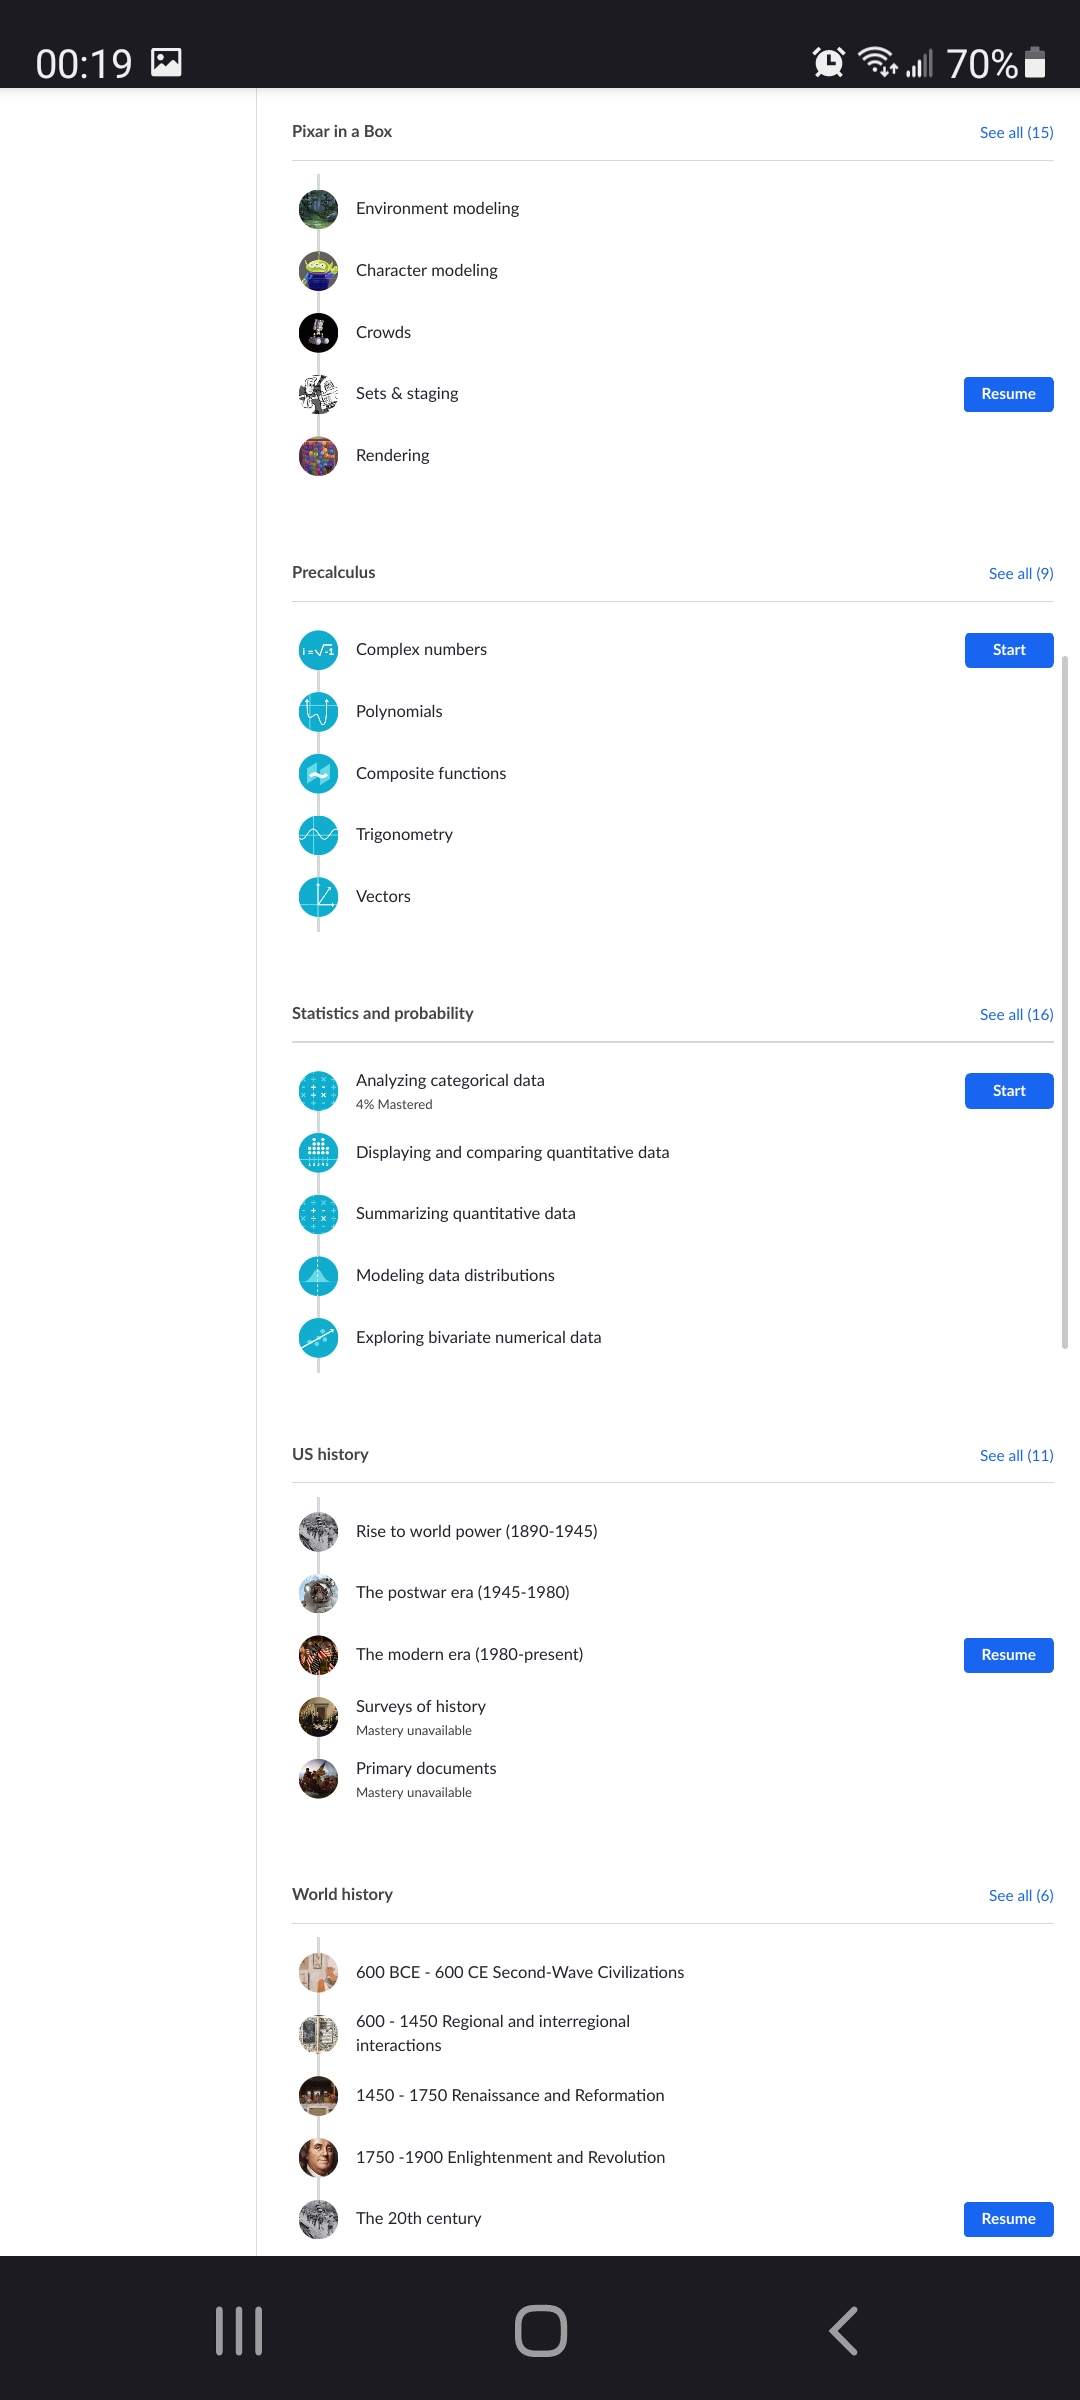 00:19
70%
Pixar in a Box
See all (15)
Environment modeling
Character modeling
Crowds
Sets & staging
Resume
Rendering
Precalculus
See all (9)
i = √-1
Complex numbers
Start
Polynomials
Composite functions
Trigonometry
Vectors
Statistics and probability
See all (16)
Analyzing categorical data
4% Mastered
Start
Displaying and comparing quantitative data
Summarizing quantitative data
Modeling data distributions
Exploring bivariate numerical data
US history
See all (11)
Rise to world power (1890-1945)
The postwar era (1945-1980)
The modern era (1980-present)
Resume
Surveys of history
Mastery unavailable
Primary documents
Mastery unavailable
World history
See all (6)
600 BCE - 600 CE Second-Wave Civilizations
600 - 1450 Regional and interregional
interactions
1450 - 1750 Renaissance and Reformation
1750 -1900 Enlightenment and Revolution
The 20th century
Resume